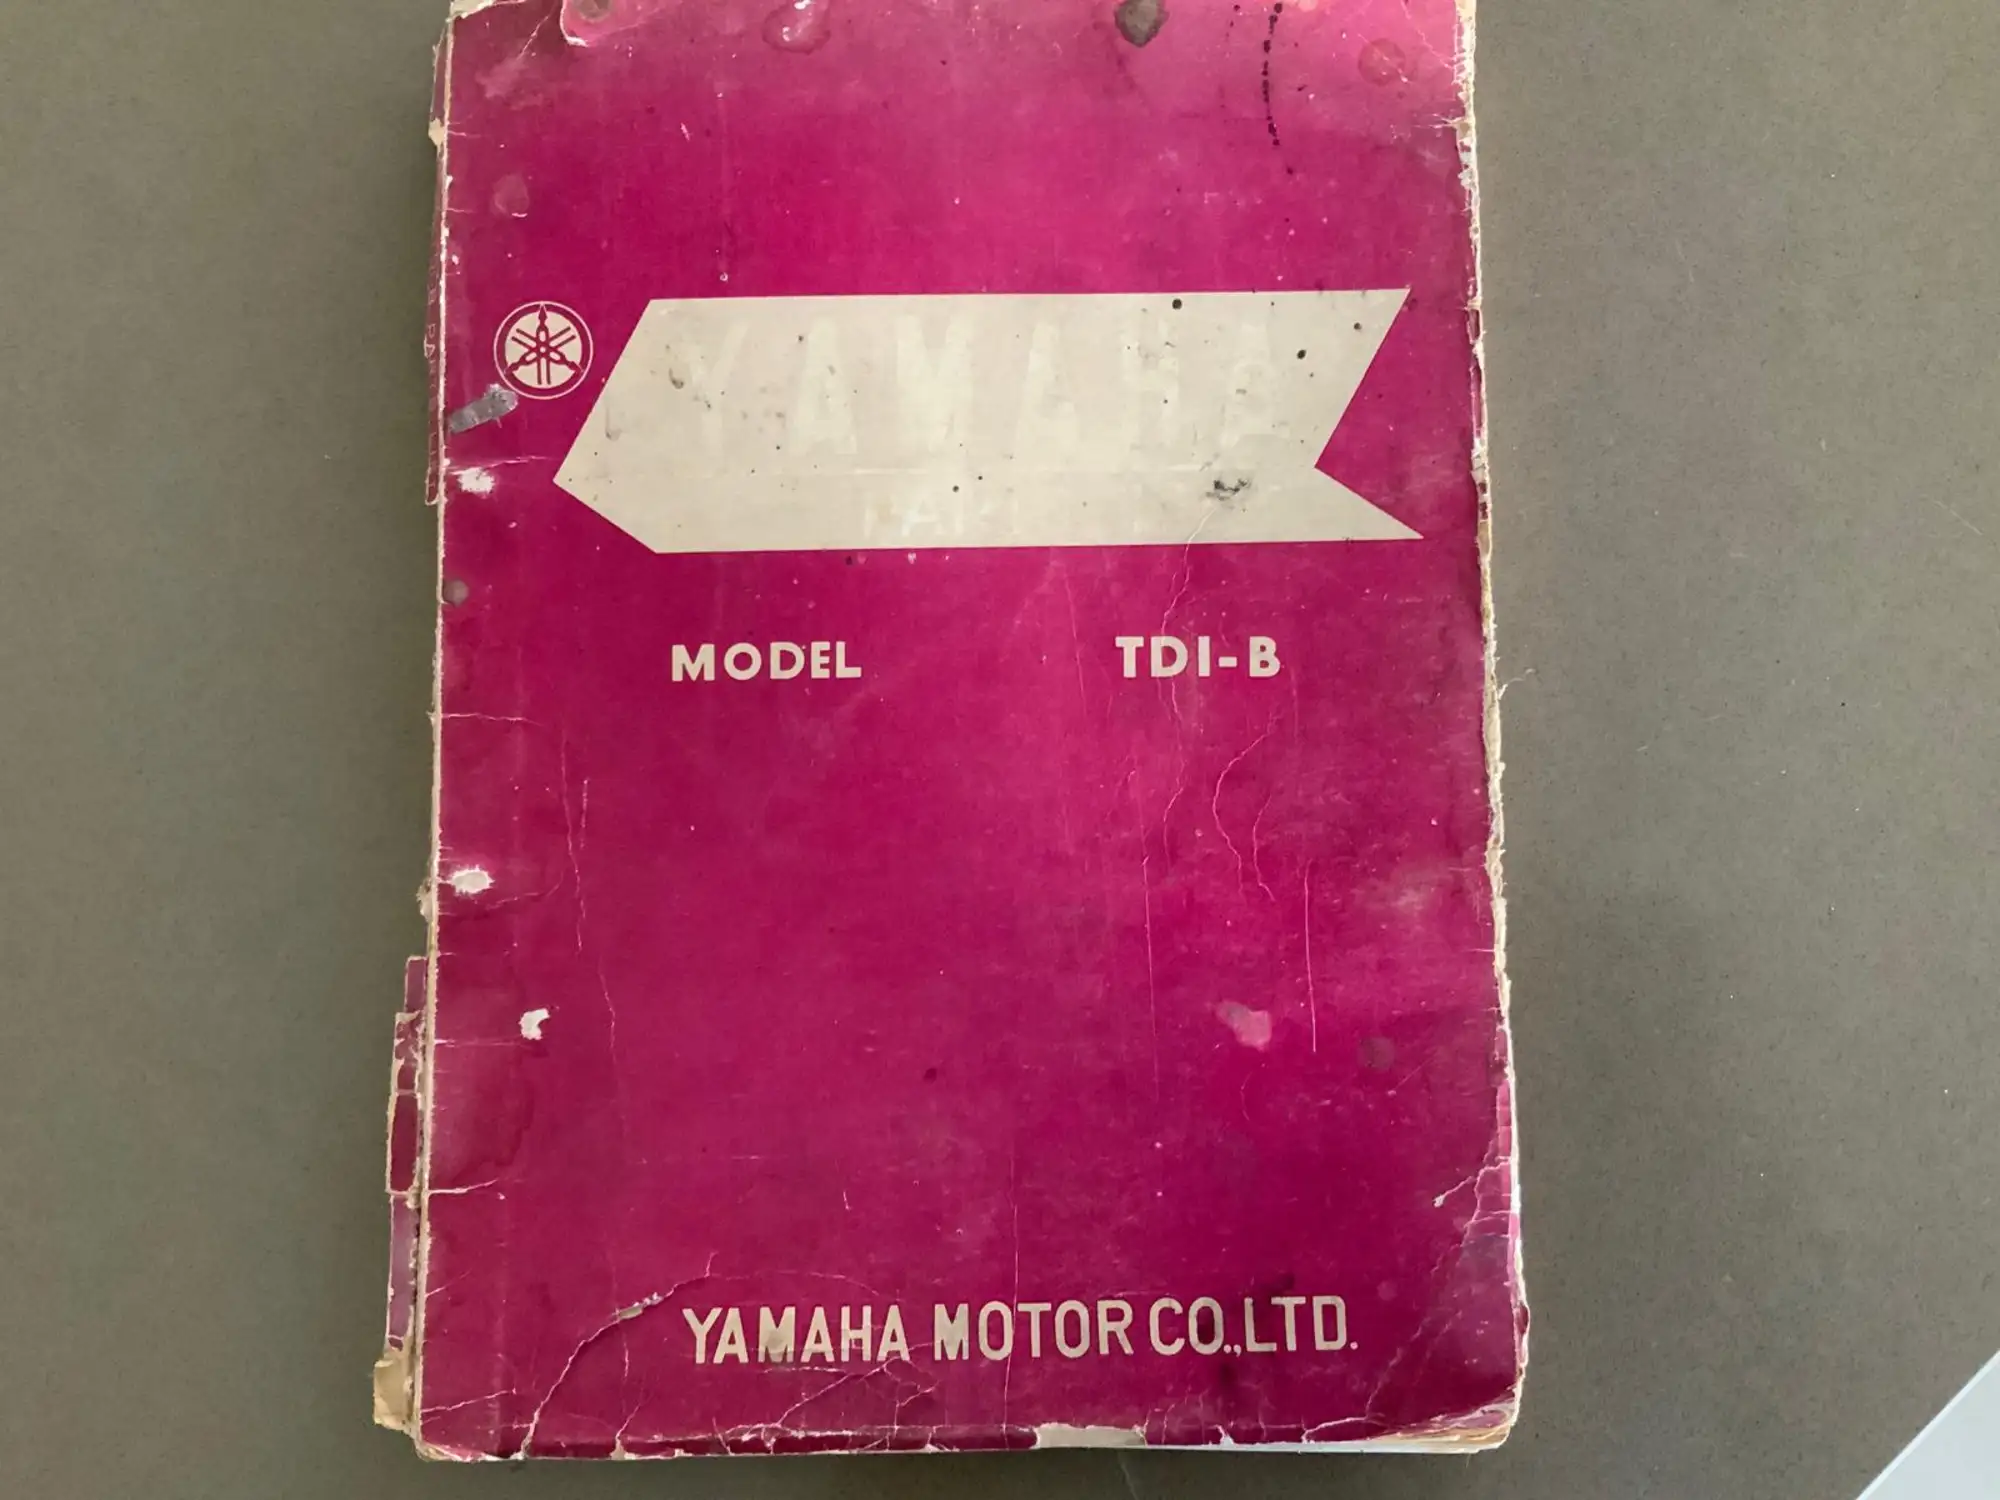 YAMAHA
MODEL TD1-B
YAMAHA MOTOR CO.,LTD.